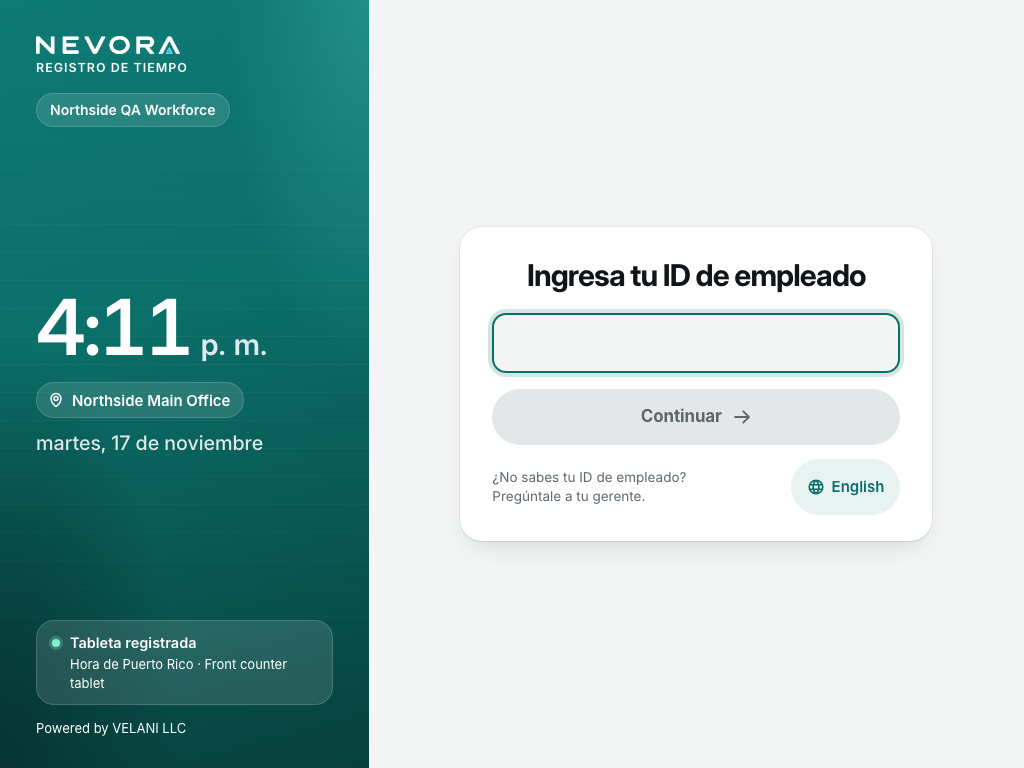 NEVORA
REGISTRO DE TIEMPO
Northside QA Workforce
4:11 p. m.
Northside Main Office
martes, 17 de noviembre
Tableta registrada
Hora de Puerto Rico · Front counter
tablet
Powered by VELANI LLC
Ingresa tu ID de empleado
Continuar →
¿No sabes tu ID de empleado?
Pregúntale a tu gerente.
English